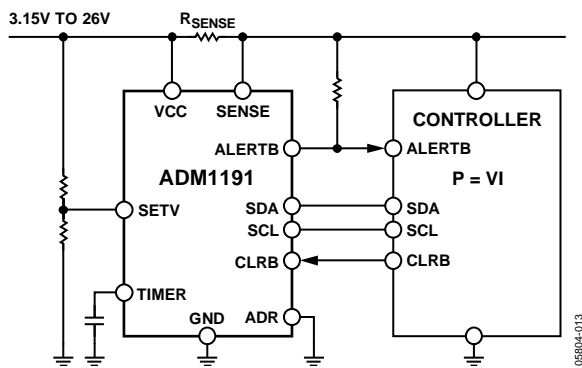 3.15V TO 26V
RSENSE
VCC
SENSE
ALERTB
ADM1191
SETV
SDA
SCL
CLRB
TIMER
GND
ADR
CONTROLLER
ALERTB
P = VI
SDA
SCL
CLRB
05804-013